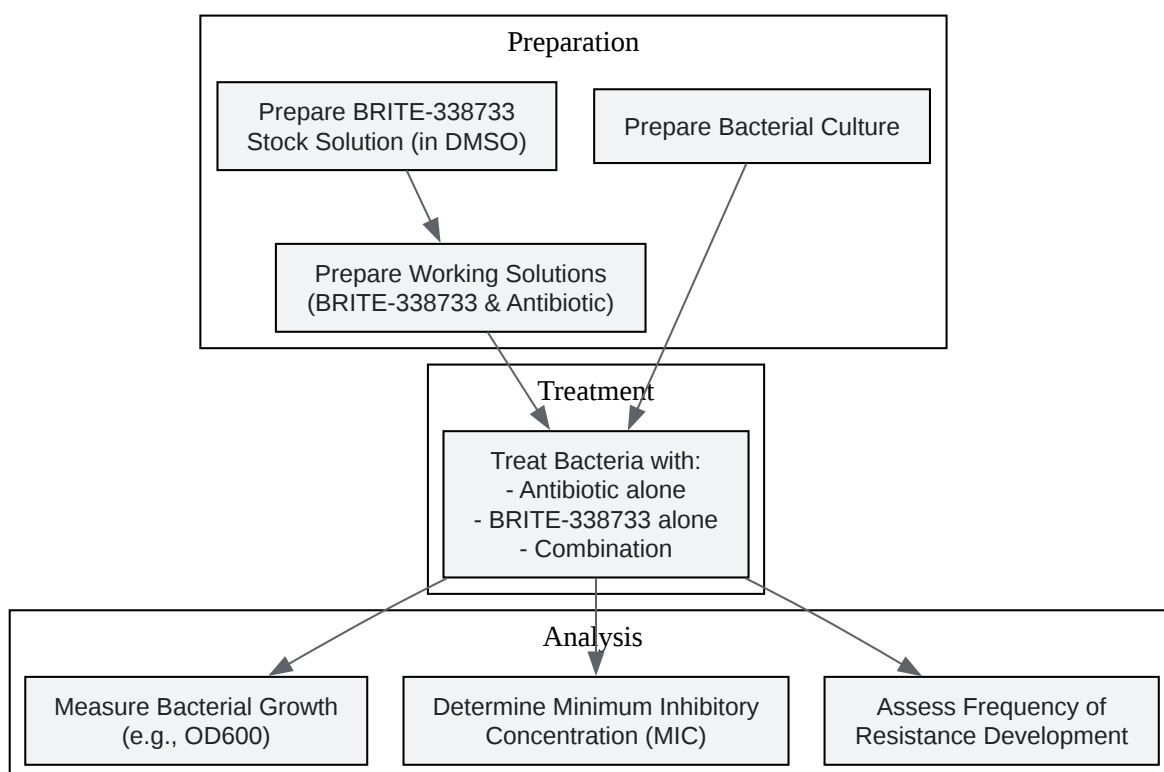 Preparation
Prepare BRITE-338733
Stock Solution (in DMSO)
Prepare Bacterial Culture
Prepare Working Solutions
(BRITE-338733 & Antibiotic)
Treatment
Treat Bacteria with:
- Antibiotic alone
- BRITE-338733 alone
- Combination
Analysis
Measure Bacterial Growth
(e.g., OD600)
Determine Minimum Inhibitory
Concentration (MIC)
Assess Frequency of
Resistance Development